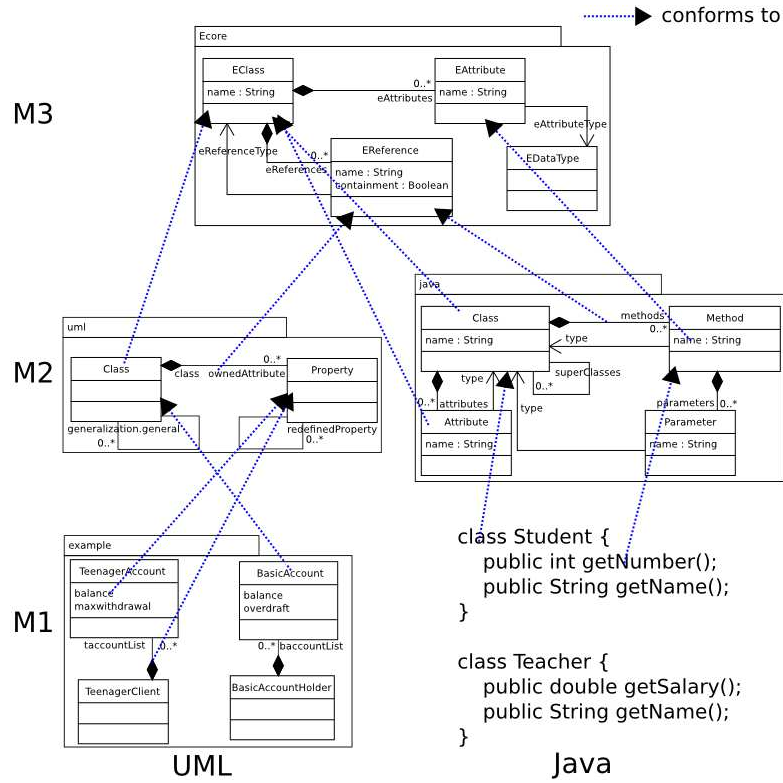 conforms to
Ecore
EClass
name : String
0..*
eAttributes
EAttribute
name : String
eAttributeType
EDataType
M3
eReferenceType
0..*
eReferences
EReference
name : String
containment : Boolean
java
uml
Class
name : String
methods
0..*
Method
name : String
type
M2
Class
class
0..*
ownedAttribute
Property
type
superClasses
0..*
0..*
attributes
type
parameters
0..*
generalization.general
0..*
redefinedProperty
0..*
Attribute
name : String
Parameter
name : String
example
TeenagerAccount
balance
maxwithdrawal
BasicAccount
balance
overdraft
M1
taccountList
0..*
0..*
baccountList
TeenagerClient
BasicAccountHolder
class Student {
public int getNumber();
public String getName();
}
class Teacher {
public double getSalary();
public String getName();
}
UML
Java